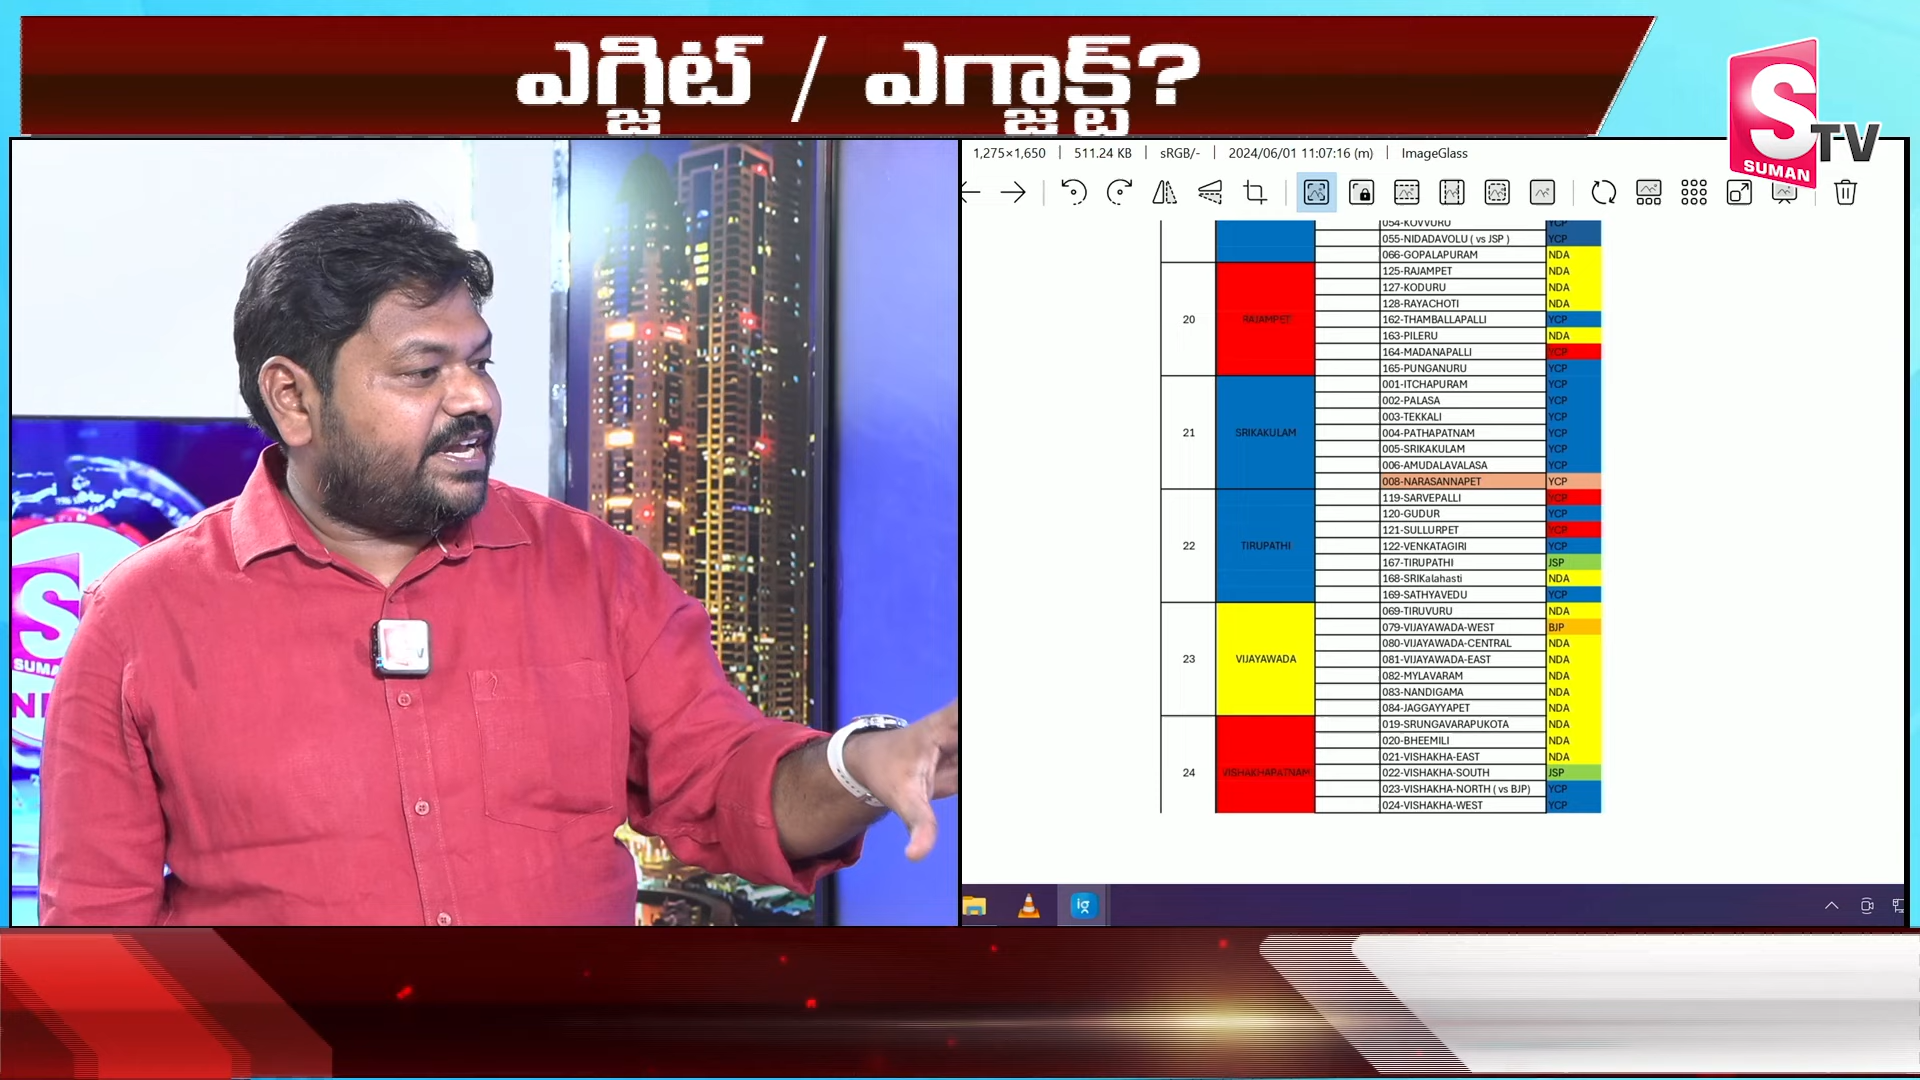 ఎగ్జిట్ / ఎగ్జాక్ట్?
S
TV
SUMAN
1,275×1,650 | 511.24 KB | sRGB/- | 2024/06/01 11:07:16 (m) | ImageGlass
054-KOVVURU YCP
055-NIDADAVOLU ( vs JSP ) YCP
066-GOPALAPURAM NDA
20 RAJAMPET
125-RAJAMPET NDA
127-KODURU NDA
128-RAYACHOTI NDA
162-THAMBALLAPALLI YCP
163-PILERU NDA
164-MADANAPALLI YCP
165-PUNGANURU YCP
21 SRIKAKULAM
001-ITCHAPURAM YCP
002-PALASA YCP
003-TEKKALI YCP
004-PATHAPATNAM YCP
005-SRIKAKULAM YCP
006-AMUDALAVALASA YCP
008-NARASANNAPET YCP
22 TIRUPATHI
119-SARVEPALLI YCP
120-GUDUR YCP
121-SULLURPET YCP
122-VENKATAGIRI YCP
167-TIRUPATHI JSP
168-SRIKalahasti NDA
169-SATHYAVEDU YCP
23 VIJAYAWADA
069-TIRUVURU NDA
079-VIJAYAWADA-WEST BJP
080-VIJAYAWADA-CENTRAL NDA
081-VIJAYAWADA-EAST NDA
082-MYLAVARAM NDA
083-NANDIGAMA NDA
084-JAGGAYYAPET NDA
24 VISHAKHAPATNAM
019-SRUNGAVARAPUKOTA NDA
020-BHEEMILI NDA
021-VISHAKHA-EAST NDA
022-VISHAKHA-SOUTH JSP
023-VISHAKHA-NORTH ( vs BJP) YCP
024-VISHAKHA-WEST YCP
ig
S
SUMA